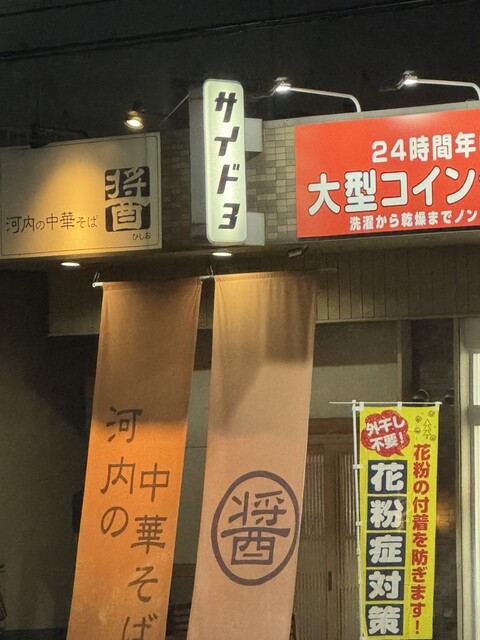 河内の中華そば
醤
ひしお
サイドヨ
24時間年
大型コイン
洗濯から乾燥までノン
河内の
中華そば
醤
外干し
不要!
花粉の付着を防ぎます!
花粉症対策